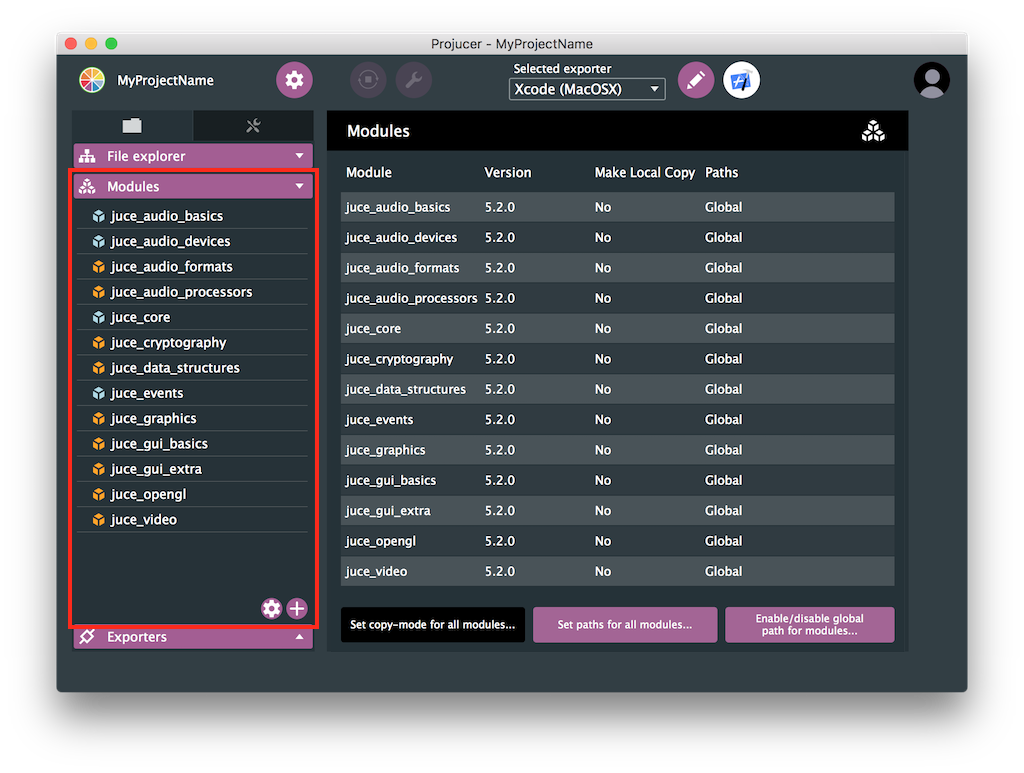 Projucer - MyProjectName
MyProjectName
Selected exporter
Xcode (MacOSX)
File explorer
Modules
juce_audio_basics
juce_audio_devices
juce_audio_formats
juce_audio_processors
juce_core
juce_cryptography
juce_data_structures
juce_events
juce_graphics
juce_gui_basics
juce_gui_extra
juce_opengl
juce_video
Exporters
Modules
Module Version Make Local Copy Paths
juce_audio_basics 5.2.0 No Global
juce_audio_devices 5.2.0 No Global
juce_audio_formats 5.2.0 No Global
juce_audio_processors 5.2.0 No Global
juce_core 5.2.0 No Global
juce_cryptography 5.2.0 No Global
juce_data_structures 5.2.0 No Global
juce_events 5.2.0 No Global
juce_graphics 5.2.0 No Global
juce_gui_basics 5.2.0 No Global
juce_gui_extra 5.2.0 No Global
juce_opengl 5.2.0 No Global
juce_video 5.2.0 No Global
Set copy-mode for all modules...
Set paths for all modules...
Enable/disable global
path for modules...